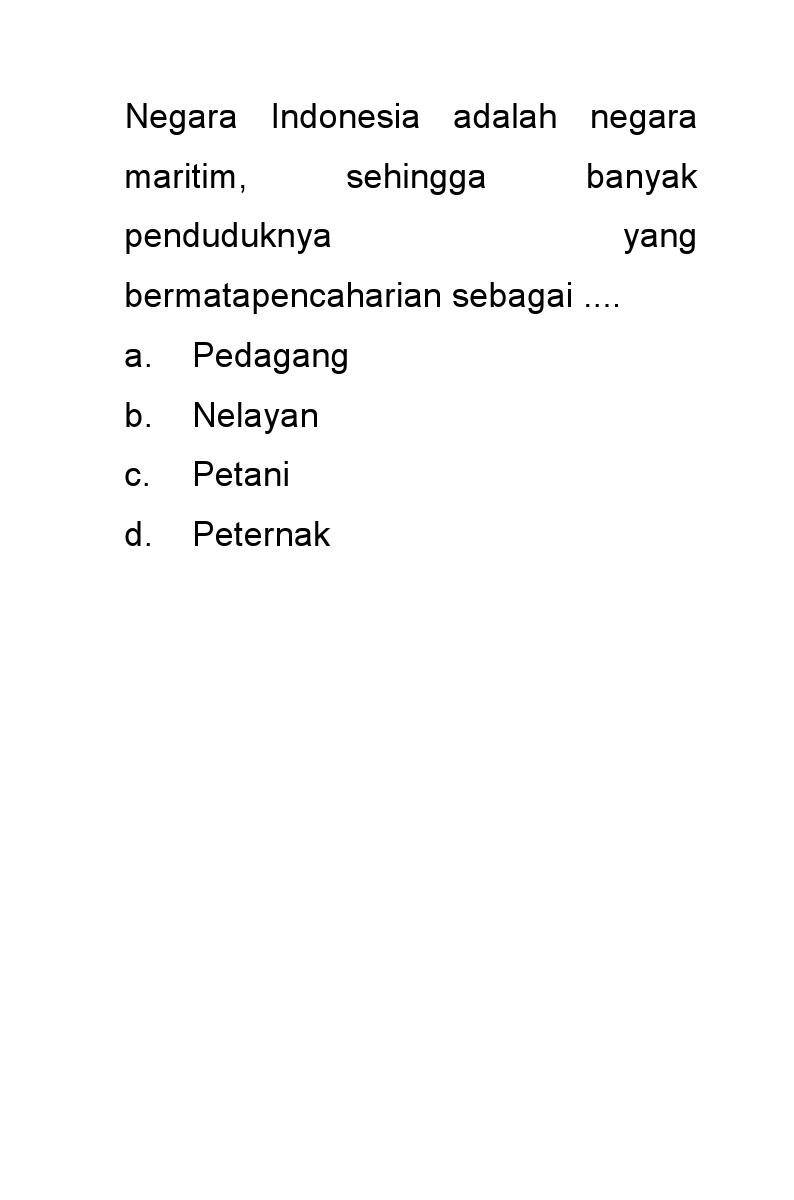 Negara Indonesia adalah negara
maritim, sehingga banyak
penduduknya yang
bermatapencaharian sebagai ....
a. Pedagang
b. Nelayan
c. Petani
d. Peternak